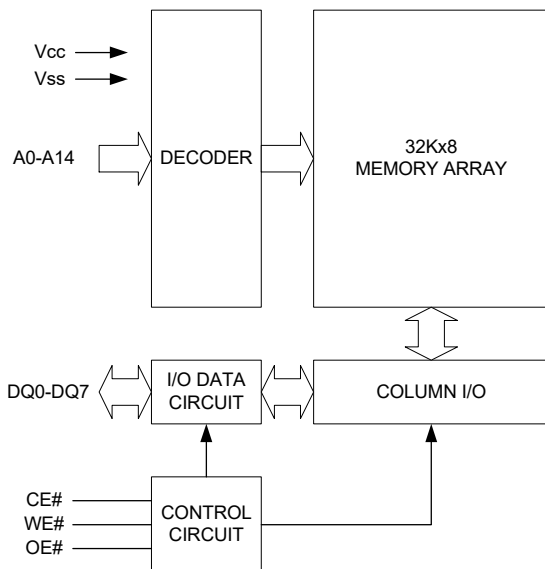 Vcc
Vss
A0-A14
DECODER
32Kx8
MEMORY ARRAY
DQ0-DQ7
I/O DATA
CIRCUIT
COLUMN I/O
CE#
WE#
OE#
CONTROL
CIRCUIT